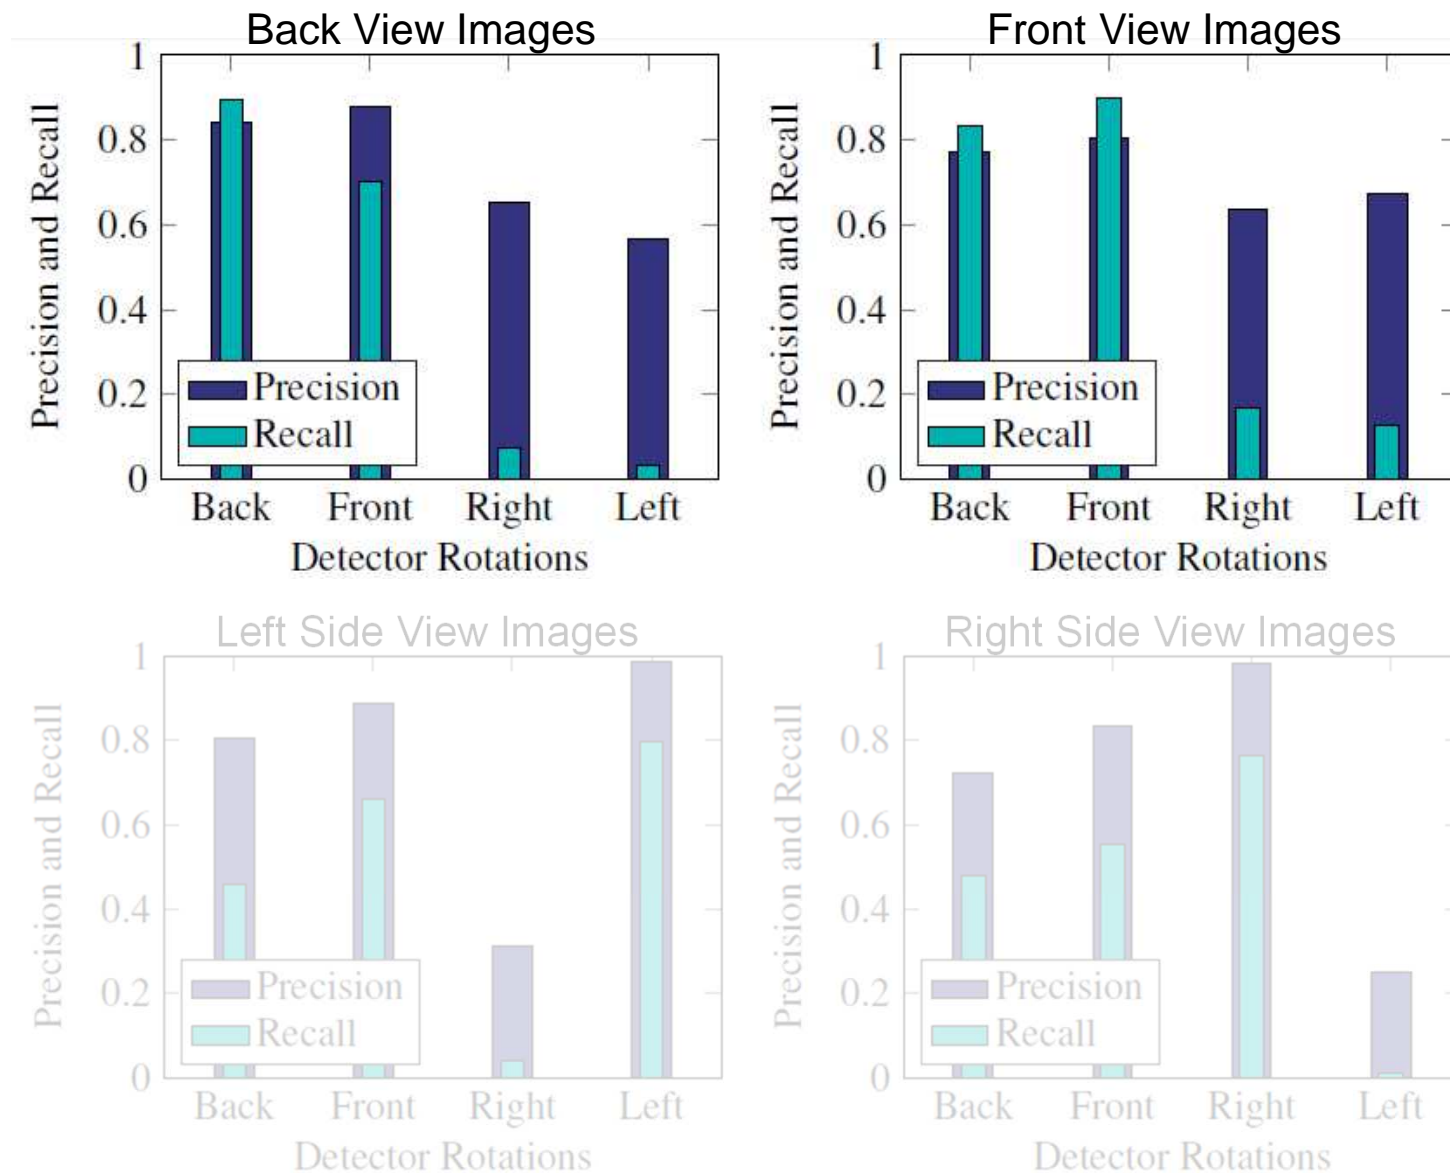 Back View Images
Precision and Recall
1
0.8
0.6
0.4
0.2
0
Precision
Recall
Back Front Right Left
Detector Rotations
Front View Images
Precision and Recall
1
0.8
0.6
0.4
0.2
0
Precision
Recall
Back Front Right Left
Detector Rotations
Left Side View Images
Precision and Recall
1
0.8
0.6
0.4
0.2
0
Precision
Recall
Back Front Right Left
Detector Rotations
Right Side View Images
Precision and Recall
1
0.8
0.6
0.4
0.2
0
Precision
Recall
Back Front Right Left
Detector Rotations